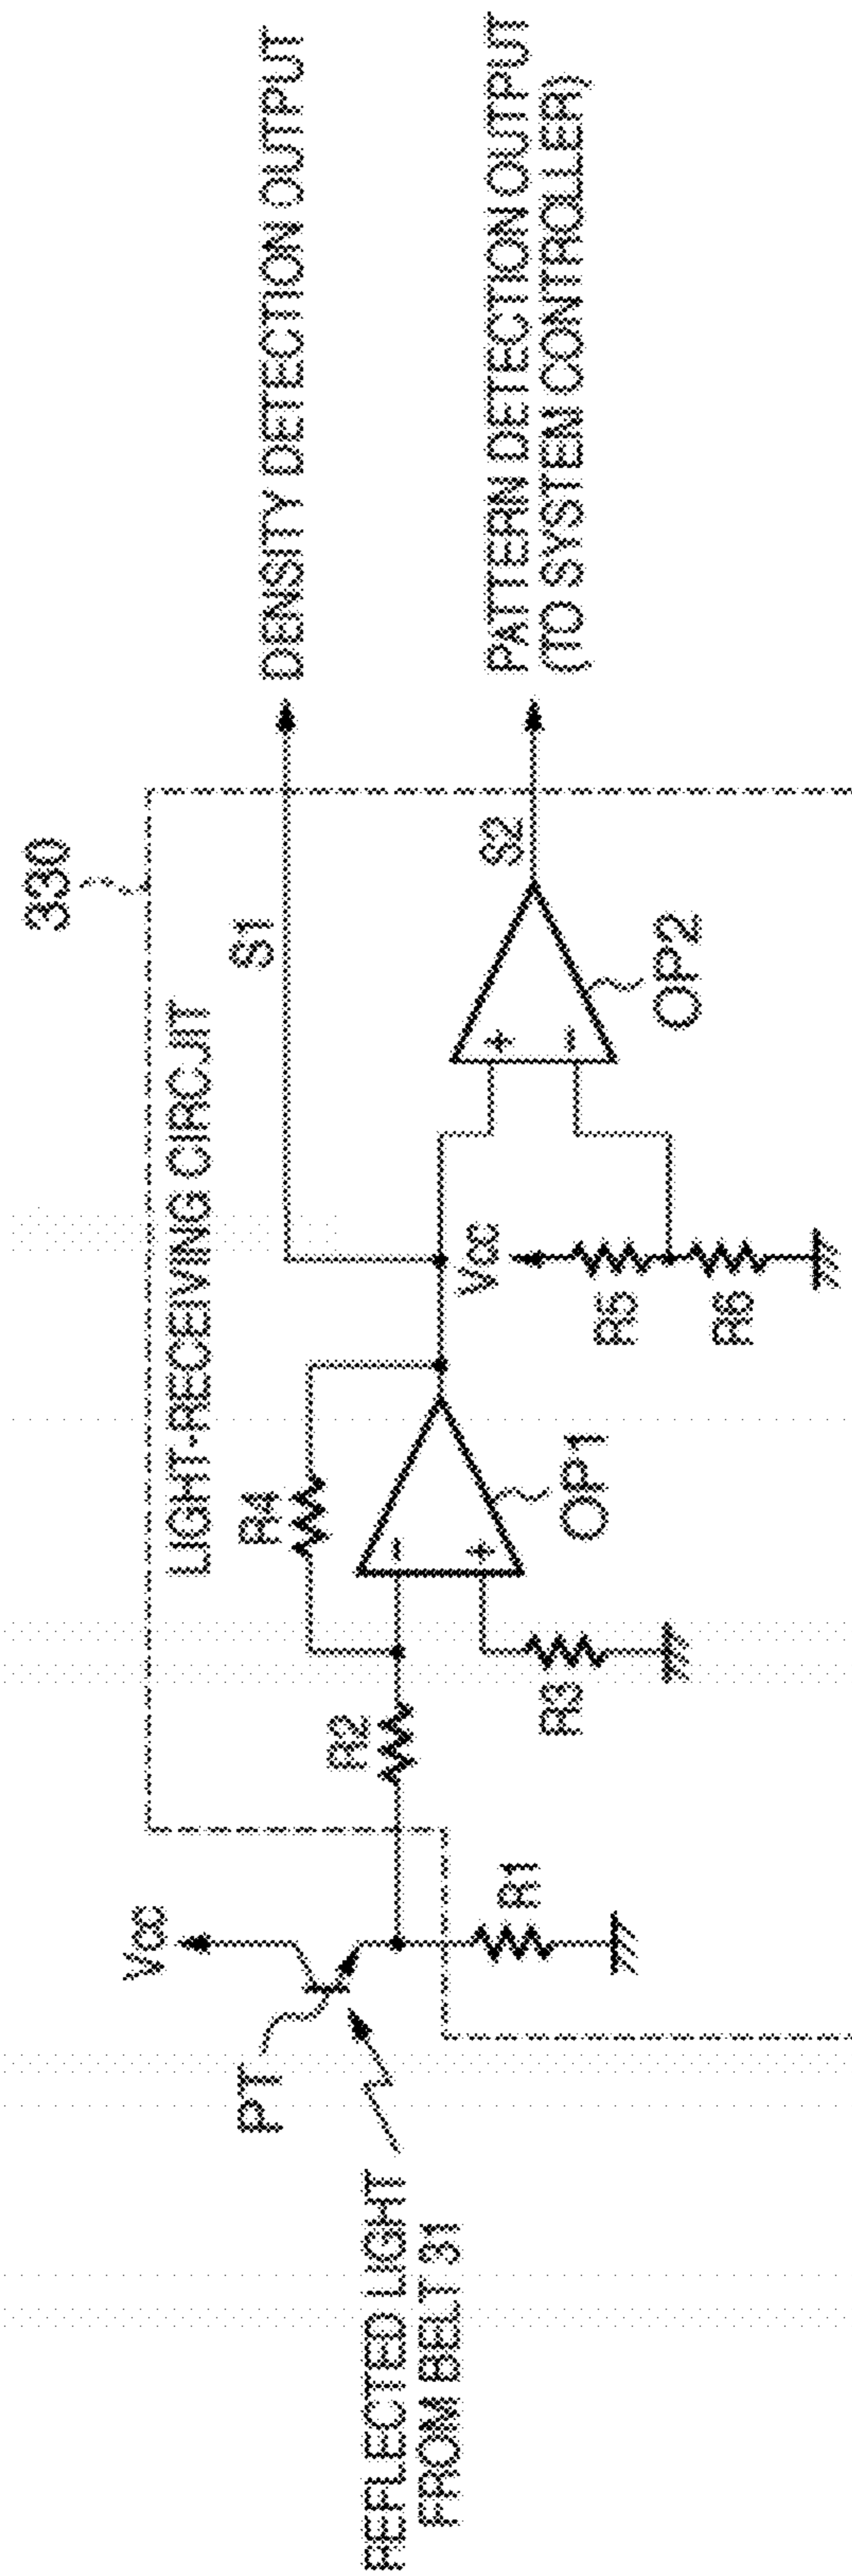 330
LIGHT-RECEIVING CIRCUIT
Vcc
PT
REFLECTED LIGHT
FROM BELT 31
R1
R2
R3
R4
OP1
S1
DENSITY DETECTION OUTPUT
Vcc
R5
R6
OP2
S2
PATTERN DETECTION OUTPUT
(TO SYSTEM CONTROLLER)